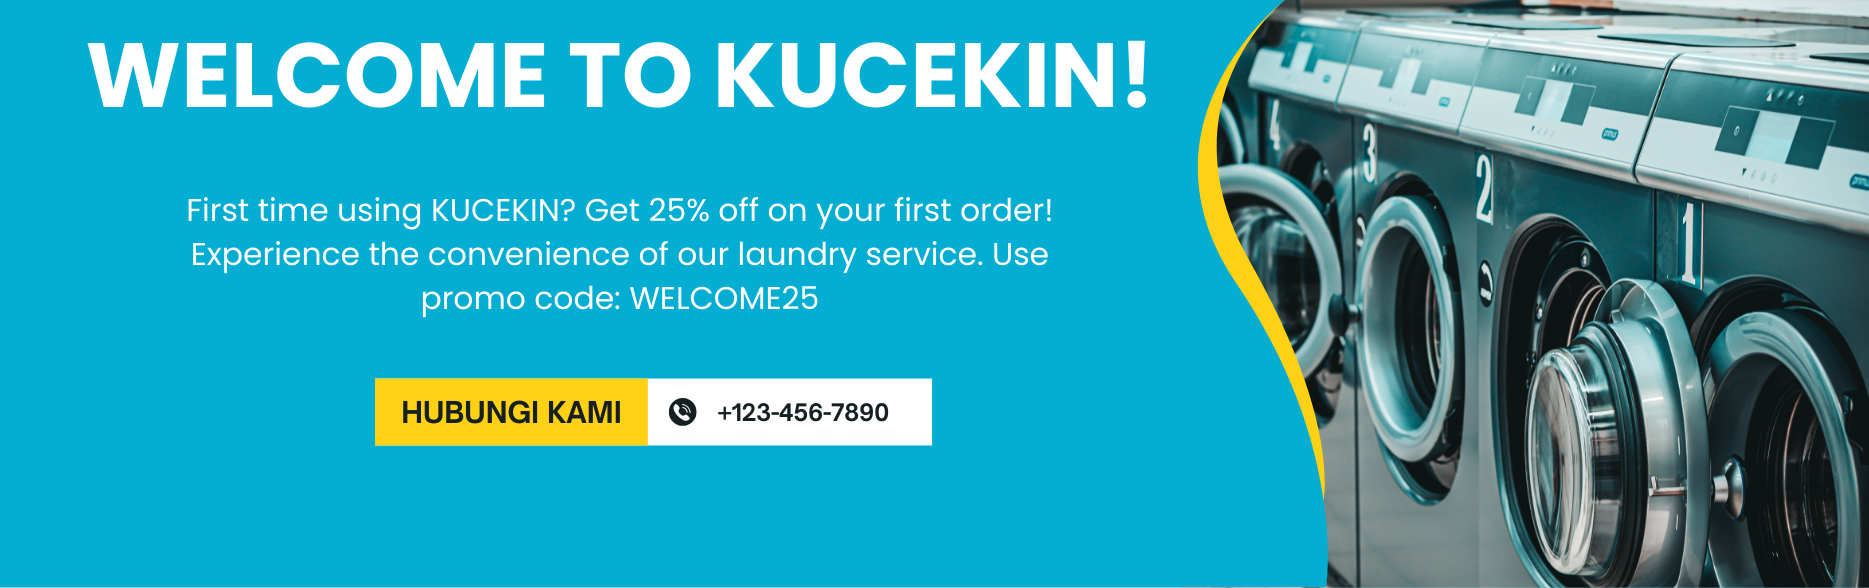 WELCOME TO KUCEKIN!
First time using KUCEKIN? Get 25% off on your first order!
Experience the convenience of our laundry service. Use
promo code: WELCOME25
HUBUNGI KAMI
+123-456-7890
4
3
2
1
primus